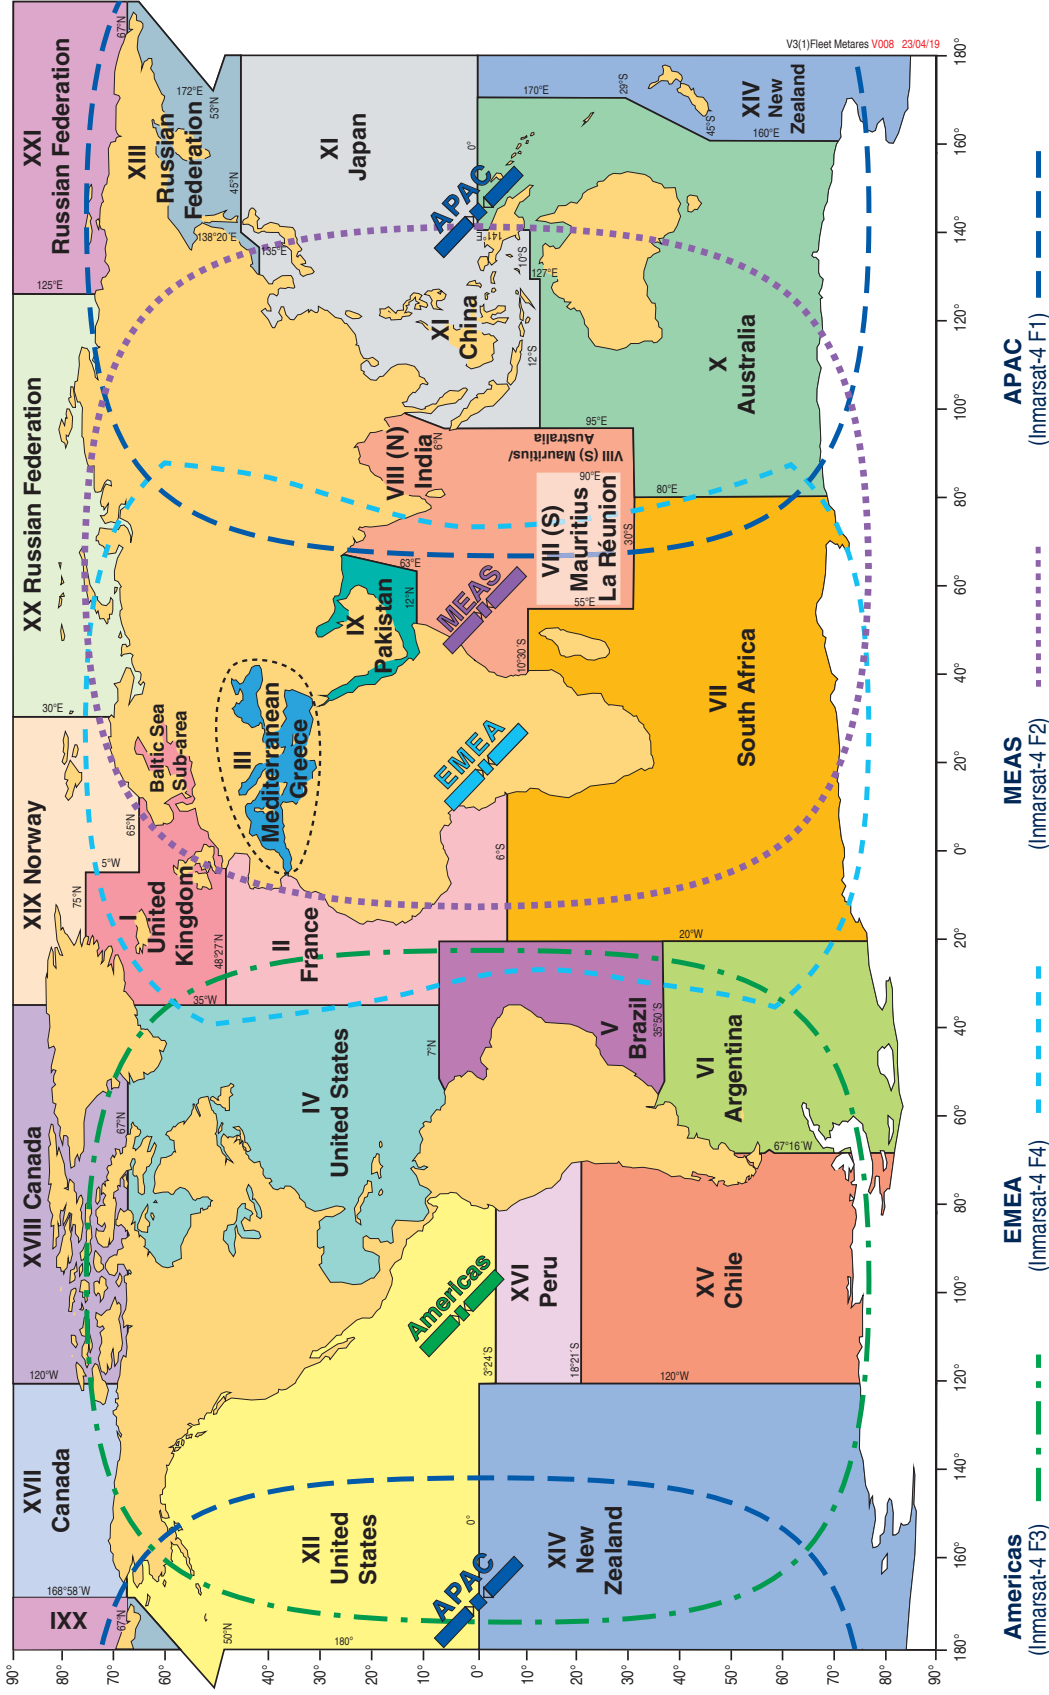 V3(1)Fleet Metares V008 23/04/19
IXX
XVII
Canada
XVIII Canada
XIX Norway
XX Russian Federation
XXI
Russian Federation
168°58´W
67°N
120°W
67°N
75°N
5°W
65°N
30°E
125°E
67°N
XIII
Russian
Federation
172°E
53°N
45°N
138°20´E
135°E
I
United
Kingdom
48°27´N
35°W
Baltic Sea
Sub-area
III
Mediterranean
Greece
II
France
6°S
IV
United States
7°N
XII
United
States
50°N
180°
0°
APAC
Americas
3°24´S
EMEA
MEAS
APAC
IX
Pakistan
12°N
63°E
VIII (N)
India
6°N
XI
China
XI
Japan
0°
141°E
10°S
127°E
12°S
95°E
VIII (S) Mauritius/
Australia
90°E
VIII (S)
Mauritius
La Réunion
55°E
30°S
10°30´S
80°E
X
Australia
170°E
29°S
45°S
160°E
XIV
New
Zealand
VII
South Africa
20°W
V
Brazil
35°50´S
VI
Argentina
67°16´W
XVI
Peru
18°21´S
XV
Chile
120°W
XIV
New
Zealand
90°
80°
70°
60°
50°
40°
30°
20°
10°
0°
10°
20°
30°
40°
50°
60°
70°
80°
90°
180°
160°
140°
120°
100°
80°
60°
40°
20°
0°
20°
40°
60°
80°
100°
120°
140°
160°
180°
Americas
(Inmarsat-4 F3)
EMEA
(Inmarsat-4 F4)
MEAS
(Inmarsat-4 F2)
APAC
(Inmarsat-4 F1)